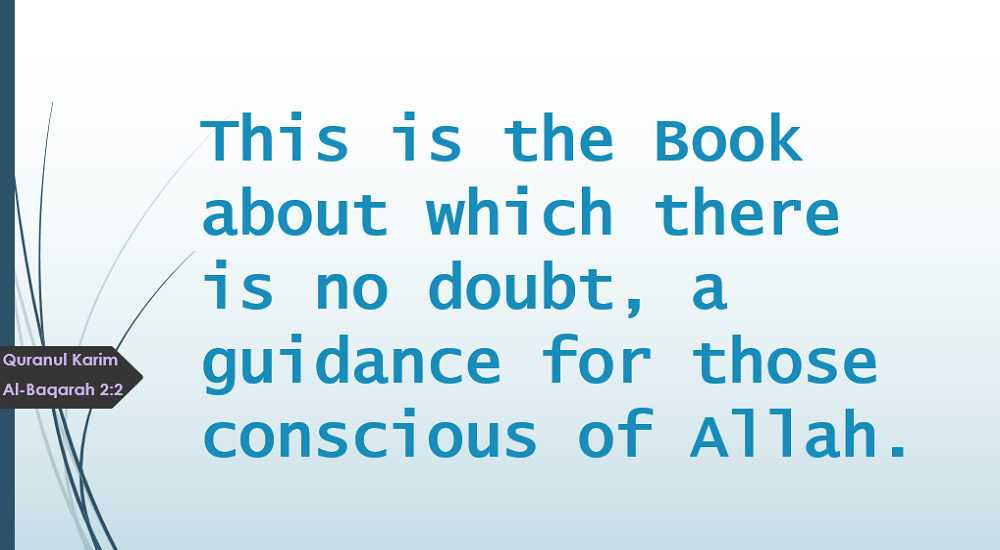 This is the Book
about which there
is no doubt, a
guidance for those
conscious of Allah.
Quranul Karim
Al-Baqarah 2:2